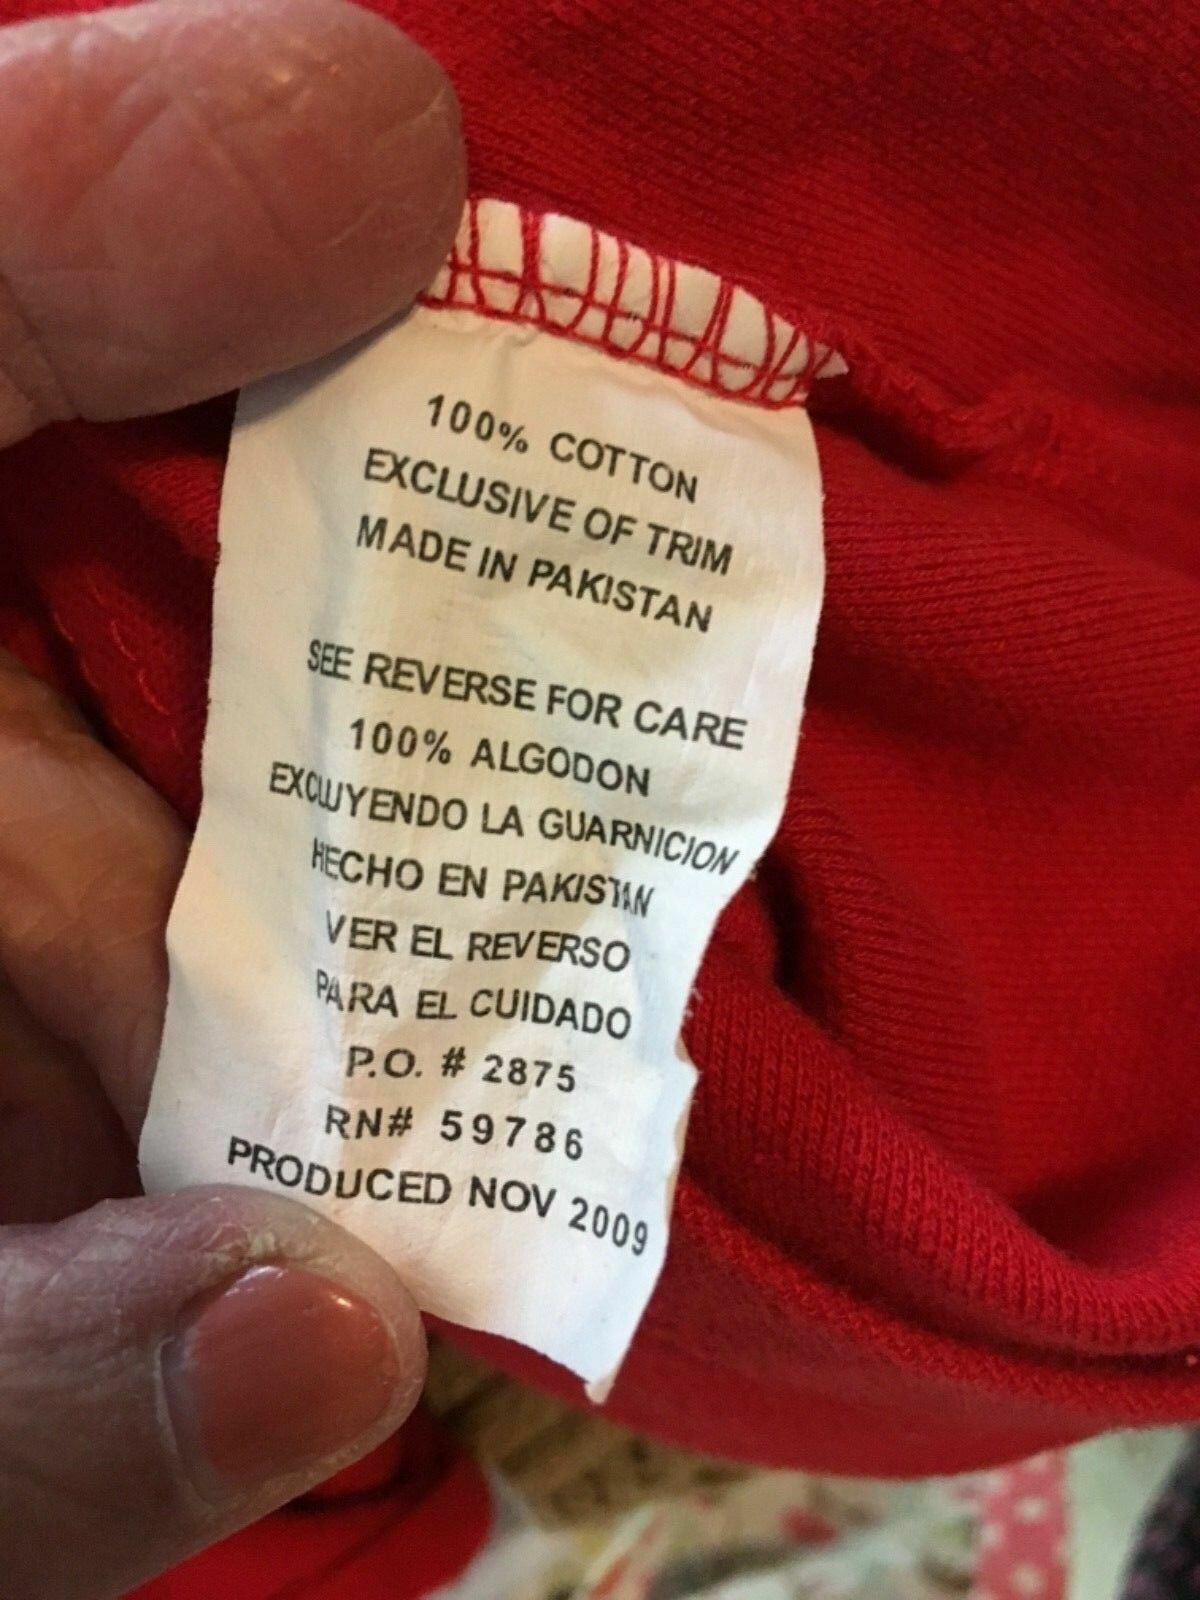 100% COTTON
EXCLUSIVE OF TRIM
MADE IN PAKISTAN
SEE REVERSE FOR CARE
100% ALGODON
EXCLUYENDO LA GUARNICION
HECHO EN PAKISTAN
VER EL REVERSO
PARA EL CUIDADO
P.O. # 2875
RN# 59786
PRODUCED NOV 2009